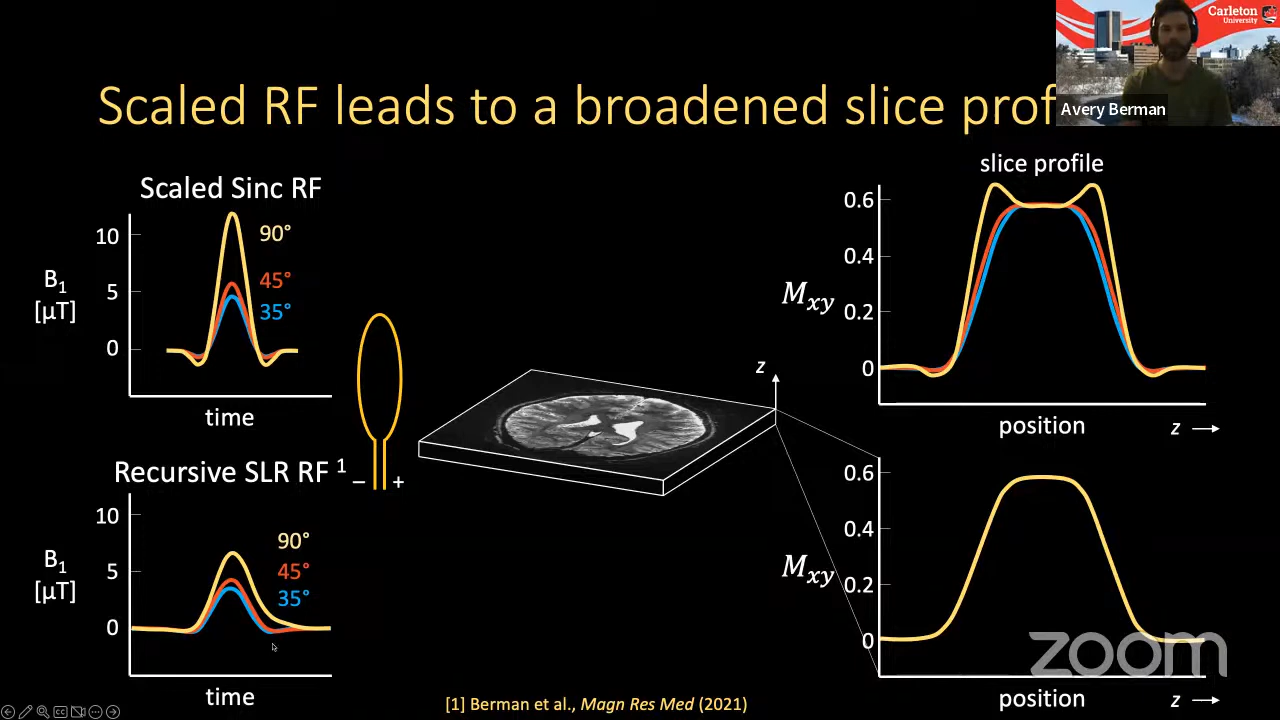 Carleton
University
Avery Berman
Scaled RF leads to a broadened slice prof
Scaled Sinc RF
B1
[μT]
10
5
0
90°
45°
35°
time
Recursive SLR RF 1
B1
[μT]
10
5
0
90°
45°
35°
time
– +
z
slice profile
Mxy
0.6
0.4
0.2
0
position z →
Mxy
0.6
0.4
0.2
0
position z →
zoom
[1] Berman et al., Magn Res Med (2021)